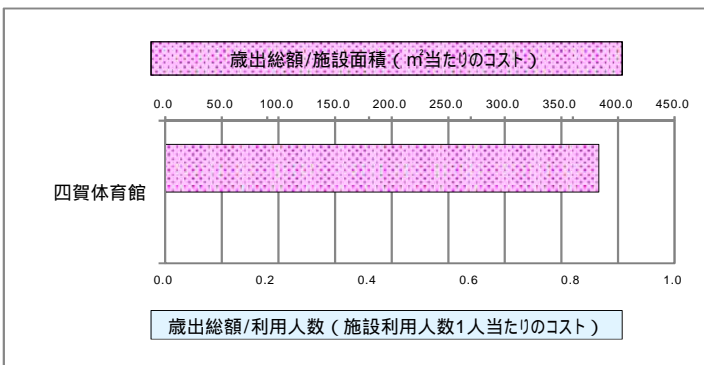 歳出総額/施設面積(㎡当たりのコスト)
0.0 50.0 100.0 150.0 200.0 250.0 300.0 350.0 400.0 450.0
四賀体育館
0.0 0.2 0.4 0.6 0.8 1.0
歳出総額/利用人数(施設利用人数1人当たりのコスト)